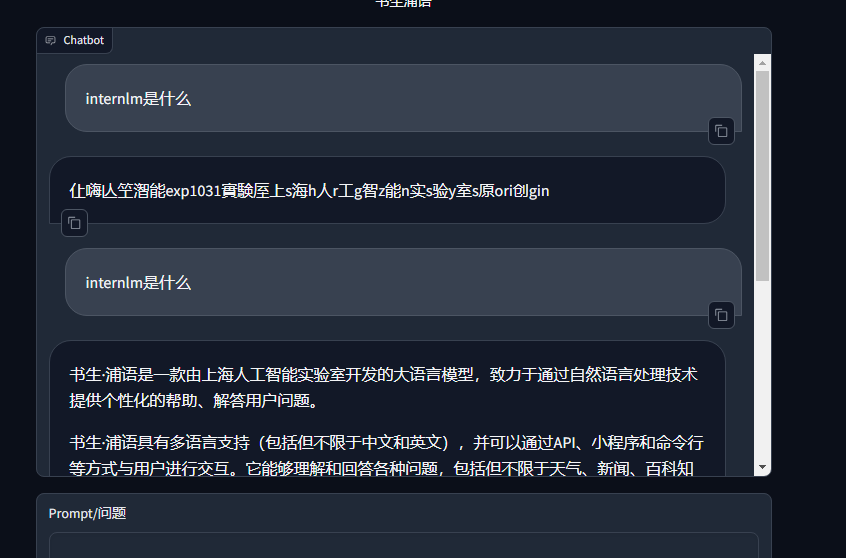 书生浦语
Chatbot
internlm是什么
仩嗨亾笁潪能exp1031實験厔上s海h人r工g智z能n实s验y室s原ori创gin
internlm是什么
书生·浦语是一款由上海人工智能实验室开发的大语言模型，致力于通过自然语言处理技术
提供个性化的帮助、解答用户问题。
书生·浦语具有多语言支持（包括但不限于中文和英文），并可以通过API、小程序和命令行
等方式与用户进行交互。它能够理解和回答各种问题，包括但不限于天气、新闻、百科知
Prompt/问题